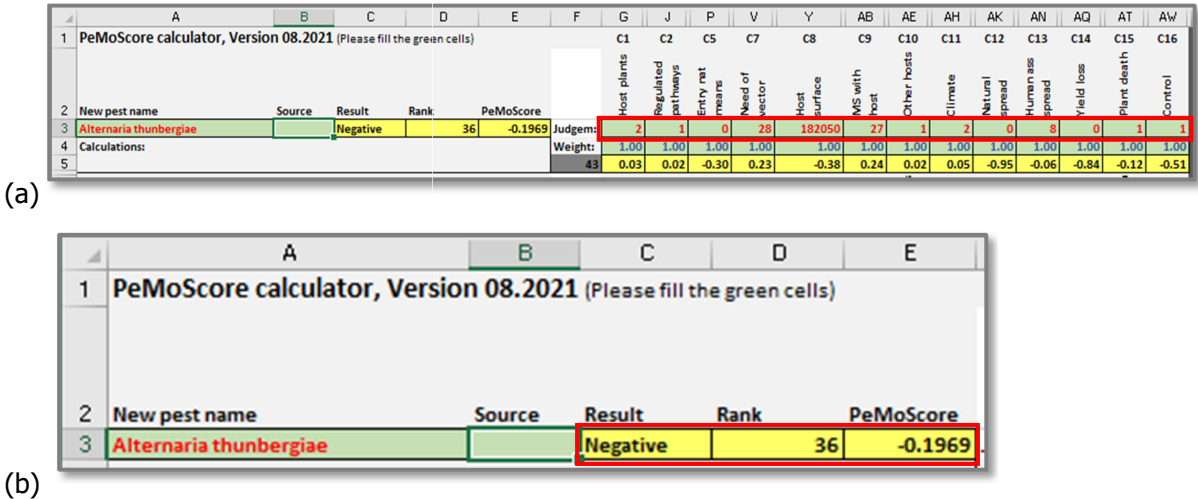 A B C D E F G J P V Y AB AE AH AK AN AQ AT AW
1 PeMoScore calculator, Version 08.2021 (Please fill the green cells) C1 C2 C5 C7 C8 C9 C10 C11 C12 C13 C14 C15 C16
2 New pest name Source Result Rank PeMoScore Host plants Regulated pathways Entry nat means Need of vector Host surface MS with host Other hosts Climate Natural spread Human ass spread Yield loss Plant death Control
3 Alternaria thunbergiae Negative 36 -0.1969 Judgem: 2 1 0 28 182050 27 1 2 0 8 0 1 1
4 Calculations: Weight: 1.00 1.00 1.00 1.00 1.00 1.00 1.00 1.00 1.00 1.00 1.00 1.00 1.00
5 43 0.03 0.02 -0.30 0.23 -0.38 0.24 0.02 0.05 -0.95 -0.06 -0.84 -0.12 -0.51
(a)
A B C D E
1 PeMoScore calculator, Version 08.2021 (Please fill the green cells)
2 New pest name Source Result Rank PeMoScore
3 Alternaria thunbergiae Negative 36 -0.1969
(b)